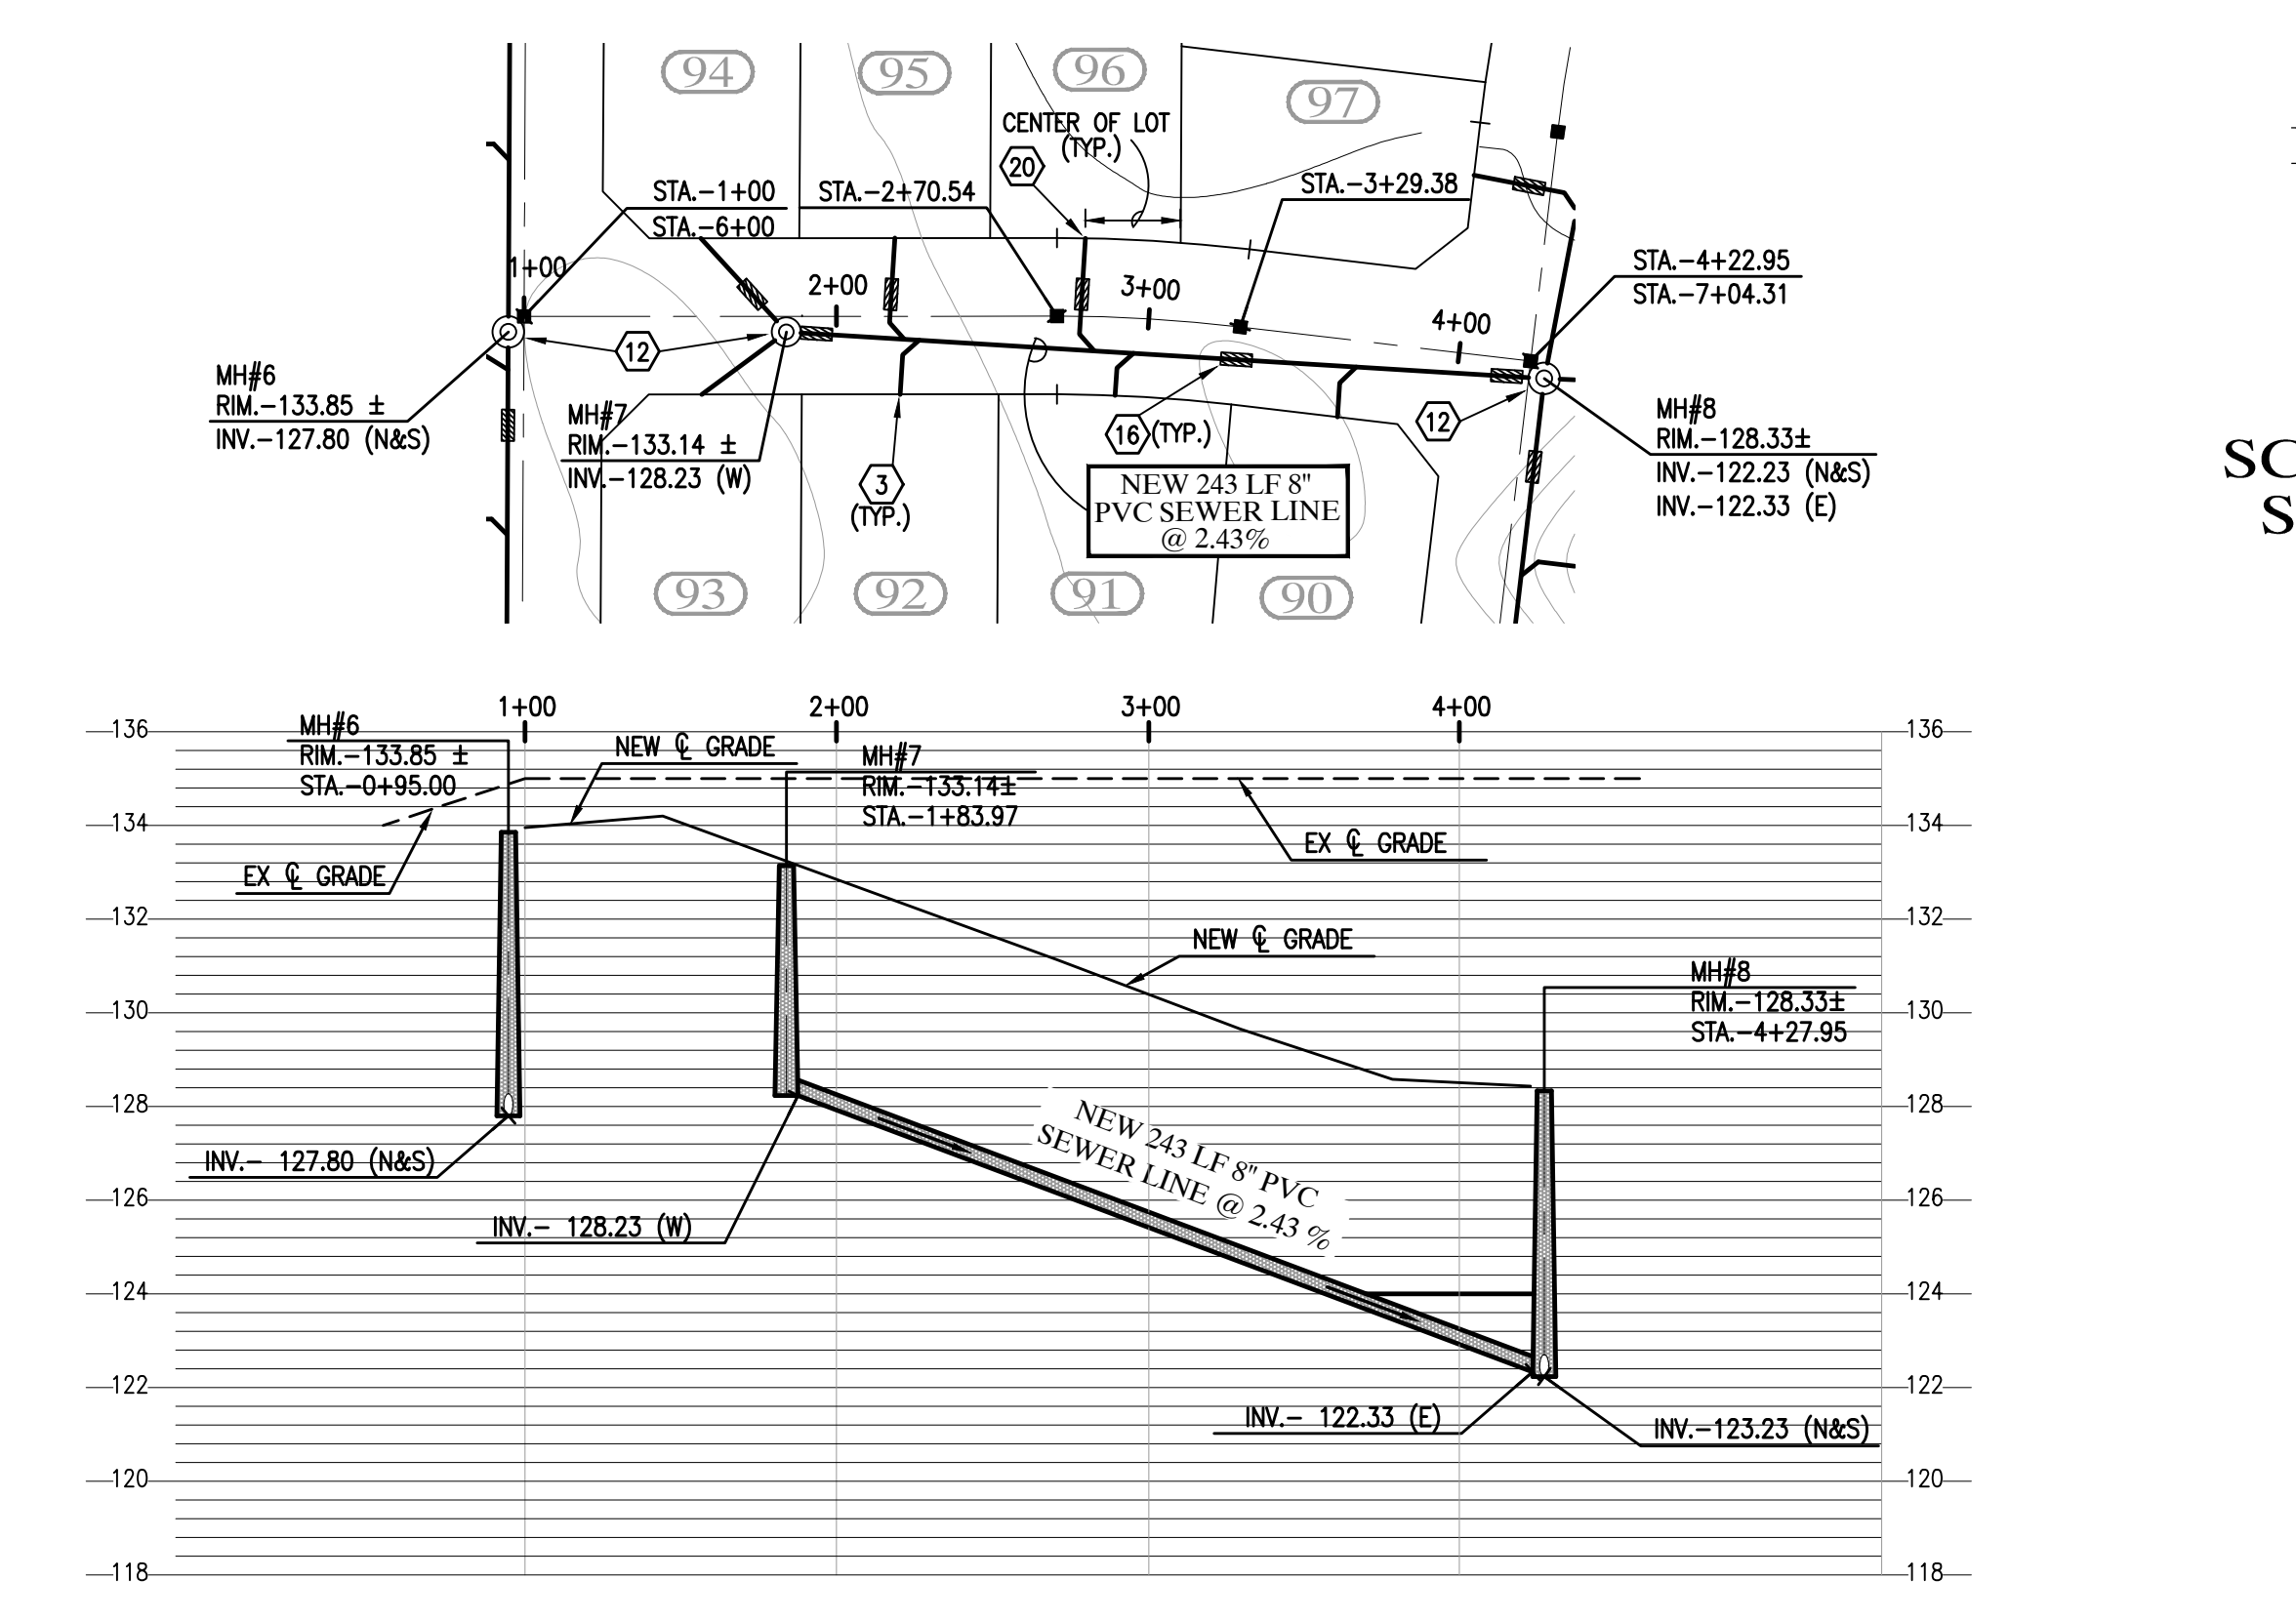 94
95
96
97
CENTER OF LOT
(TYP.)
20
STA.-1+00
STA.-6+00
STA.-2+70.54
STA.-3+29.38
STA.-4+22.95
STA.-7+04.31
1+00
2+00
3+00
4+00
12
MH#6
RIM.-133.85 ±
INV.-127.80 (N&S)
MH#7
RIM.-133.14 ±
INV.-128.23 (W)
3
(TYP.)
16 (TYP.)
12
MH#8
RIM.-128.33±
INV.-122.23 (N&S)
INV.-122.33 (E)
NEW 243 LF 8"
PVC SEWER LINE
@ 2.43%
93
92
91
90
SC
S
1+00
2+00
3+00
4+00
136
136
MH#6
RIM.-133.85 ±
STA.-0+95.00
NEW ℄ GRADE
MH#7
RIM.-133.14±
STA.-1+83.97
134
134
EX ℄ GRADE
EX ℄ GRADE
132
132
NEW ℄ GRADE
MH#8
RIM.-128.33±
STA.-4+27.95
130
130
128
128
NEW 243 LF 8" PVC
SEWER LINE @ 2.43 %
INV.- 127.80 (N&S)
126
126
INV.- 128.23 (W)
124
124
122
122
INV.- 122.33 (E)
INV.-123.23 (N&S)
120
120
118
118